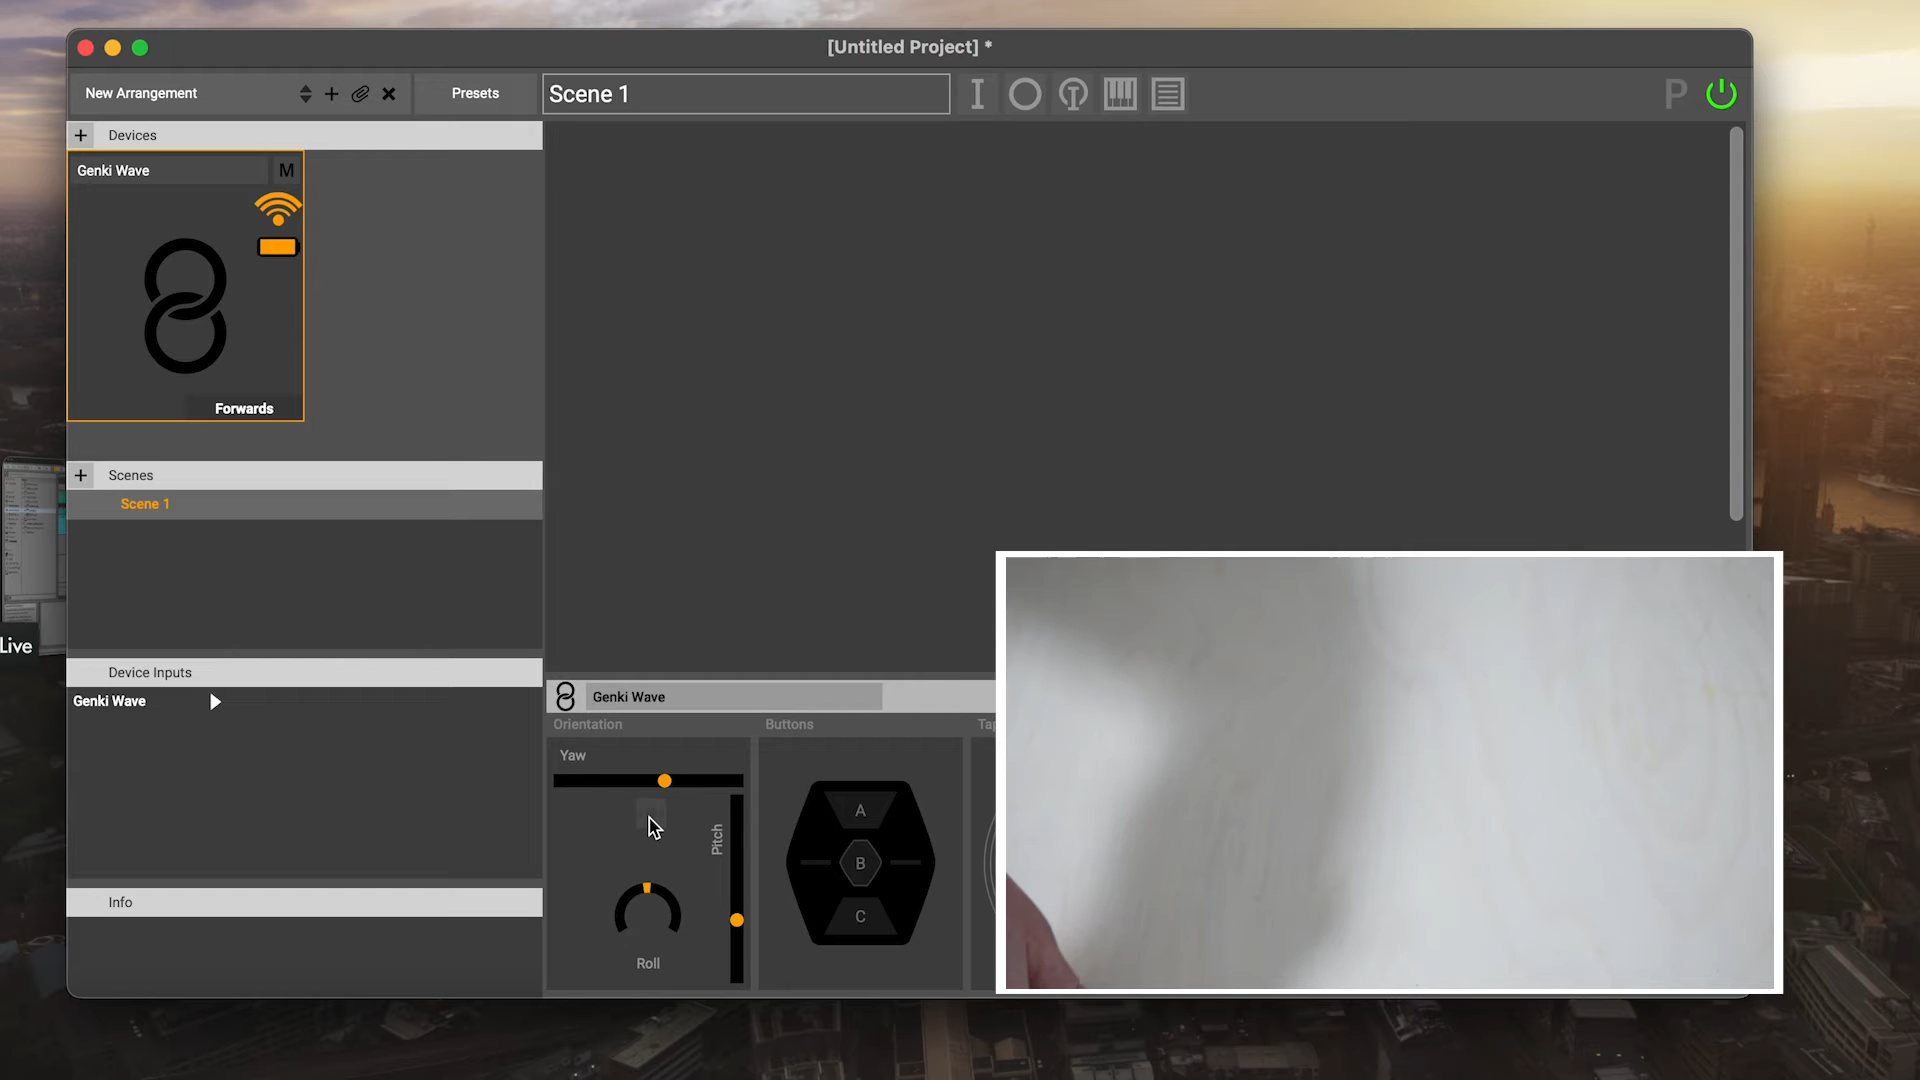 [Untitled Project] *
New Arrangement
Presets
Scene 1
P
Devices
Genki Wave
M
Forwards
Scenes
Scene 1
Live
Device Inputs
Genki Wave
Info
Genki Wave
Orientation
Buttons
Tap
Yaw
Pitch
Roll
A
B
C